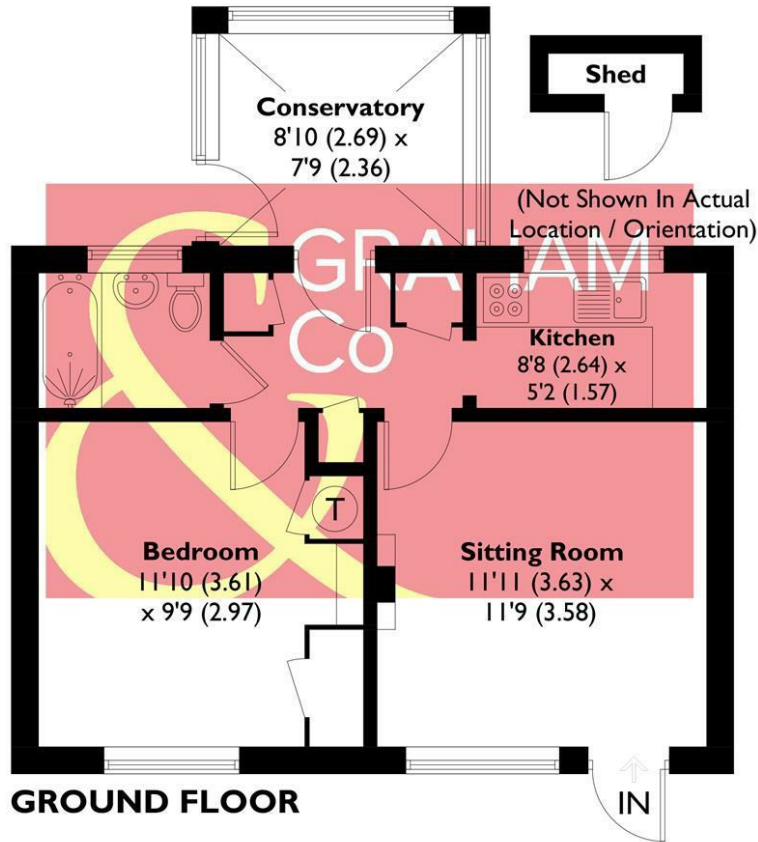 Conservatory
8'10 (2.69) x
7'9 (2.36)
Shed
(Not Shown In Actual
Location / Orientation)
&
GRAHAM
Co
Kitchen
8'8 (2.64) x
5'2 (1.57)
T
Bedroom
11'10 (3.61)
x 9'9 (2.97)
Sitting Room
11'11 (3.63) x
11'9 (3.58)
IN
GROUND FLOOR